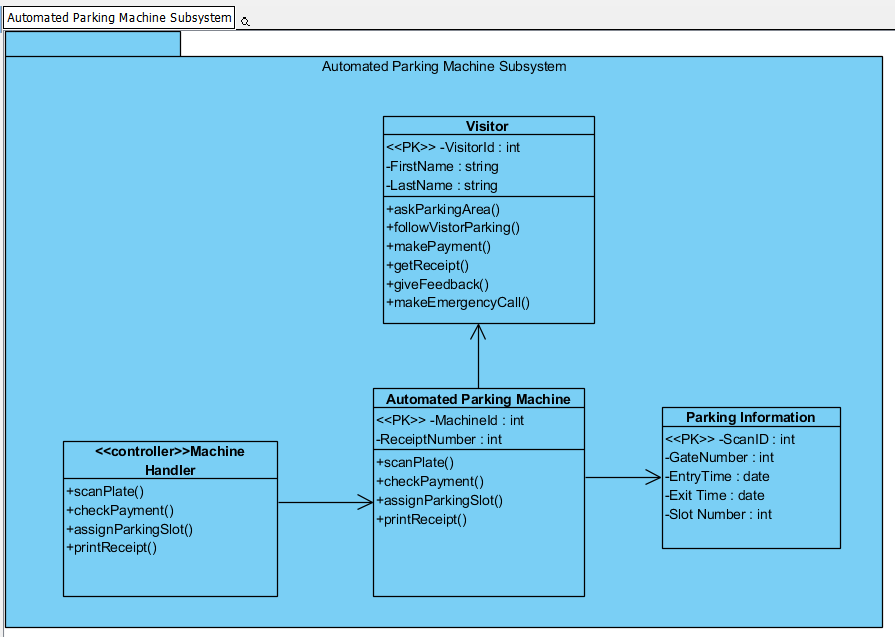 Automated Parking Machine Subsystem
Automated Parking Machine Subsystem
Visitor
<<PK>> -VisitorId : int
-FirstName : string
-LastName : string
+askParkingArea()
+followVistorParking()
+makePayment()
+getReceipt()
+giveFeedback()
+makeEmergencyCall()
Automated Parking Machine
<<PK>> -MachineId : int
-ReceiptNumber : int
+scanPlate()
+checkPayment()
+assignParkingSlot()
+printReceipt()
Parking Information
<<PK>> -ScanID : int
-GateNumber : int
-EntryTime : date
-Exit Time : date
-Slot Number : int
<<controller>>Machine
Handler
+scanPlate()
+checkPayment()
+assignParkingSlot()
+printReceipt()